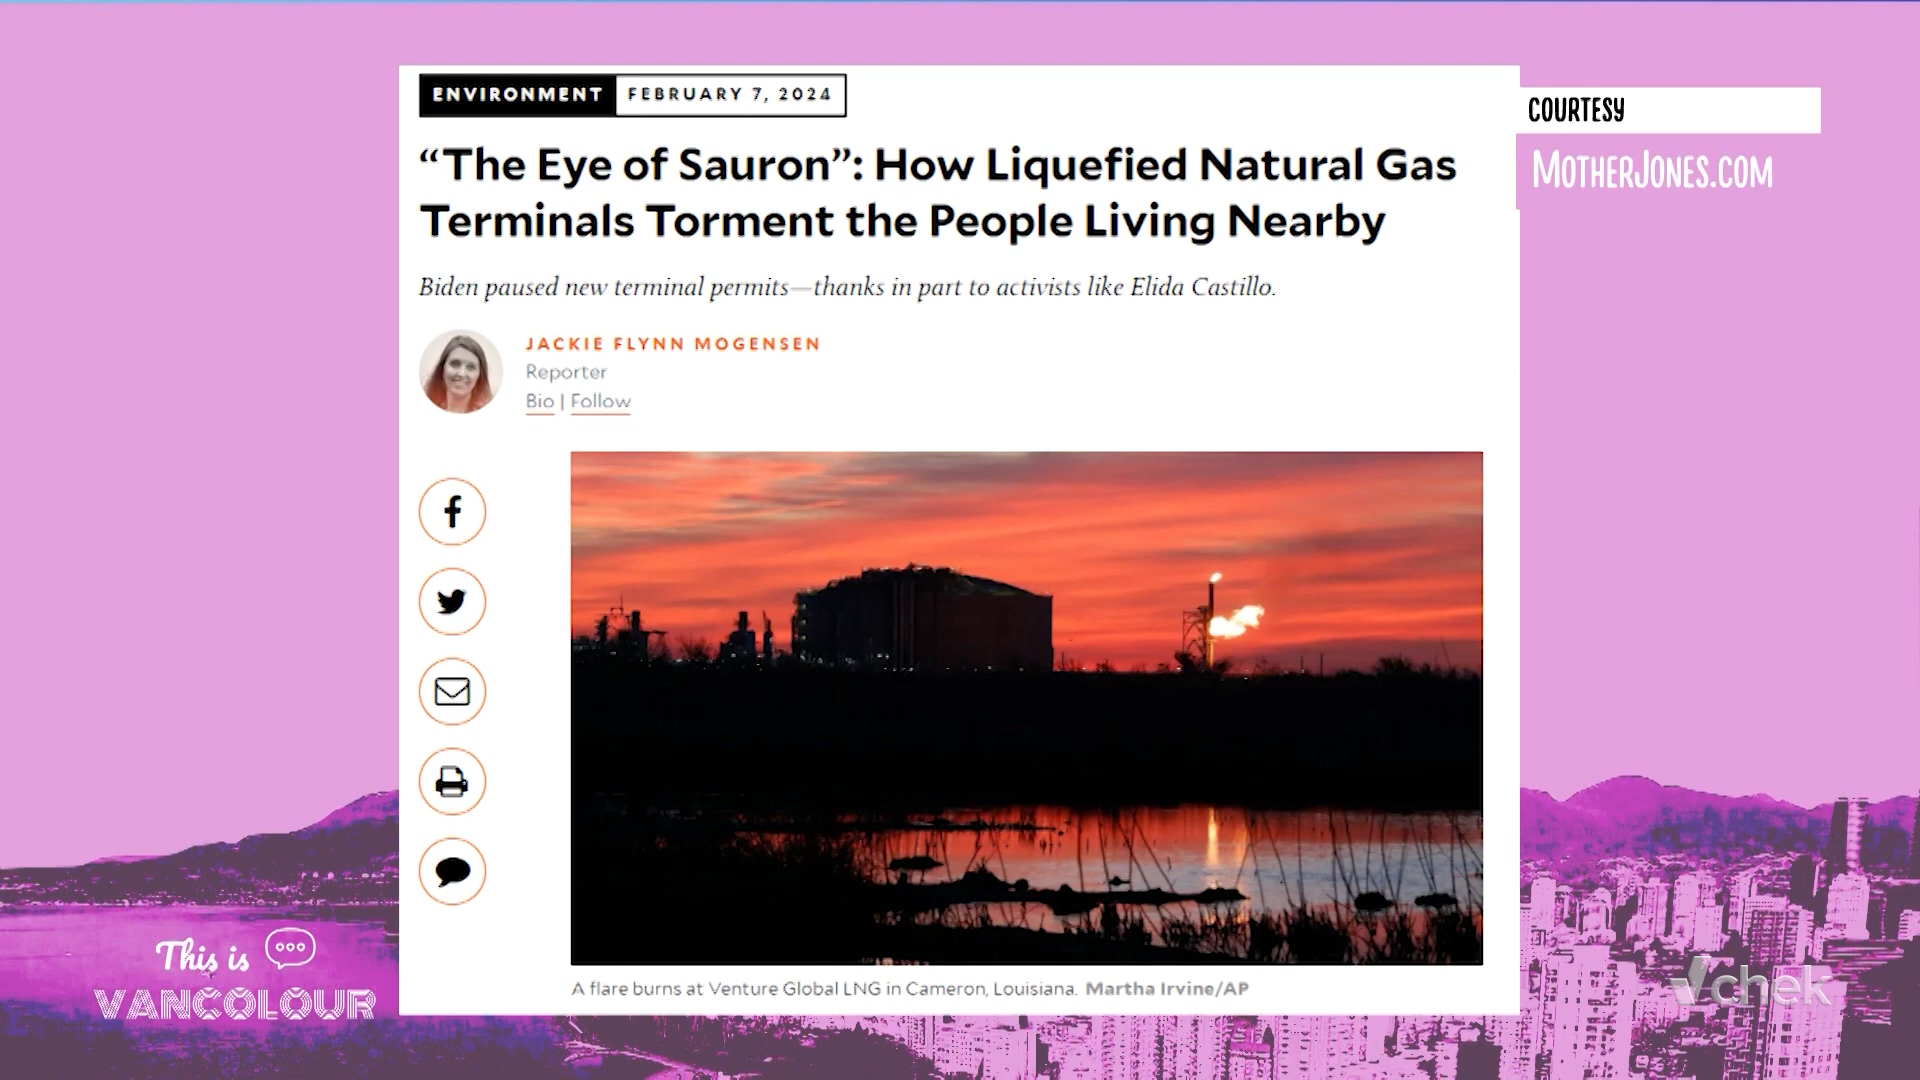 ENVIRONMENT FEBRUARY 7, 2024
“The Eye of Sauron”: How Liquefied Natural Gas
Terminals Torment the People Living Nearby
Biden paused new terminal permits—thanks in part to activists like Elida Castillo.
JACKIE FLYNN MOGENSEN
Reporter
Bio | Follow
A flare burns at Venture Global LNG in Cameron, Louisiana. Martha Irvine/AP
COURTESY
MOTHERJONES.COM
This is
VANCOLOUR
chek